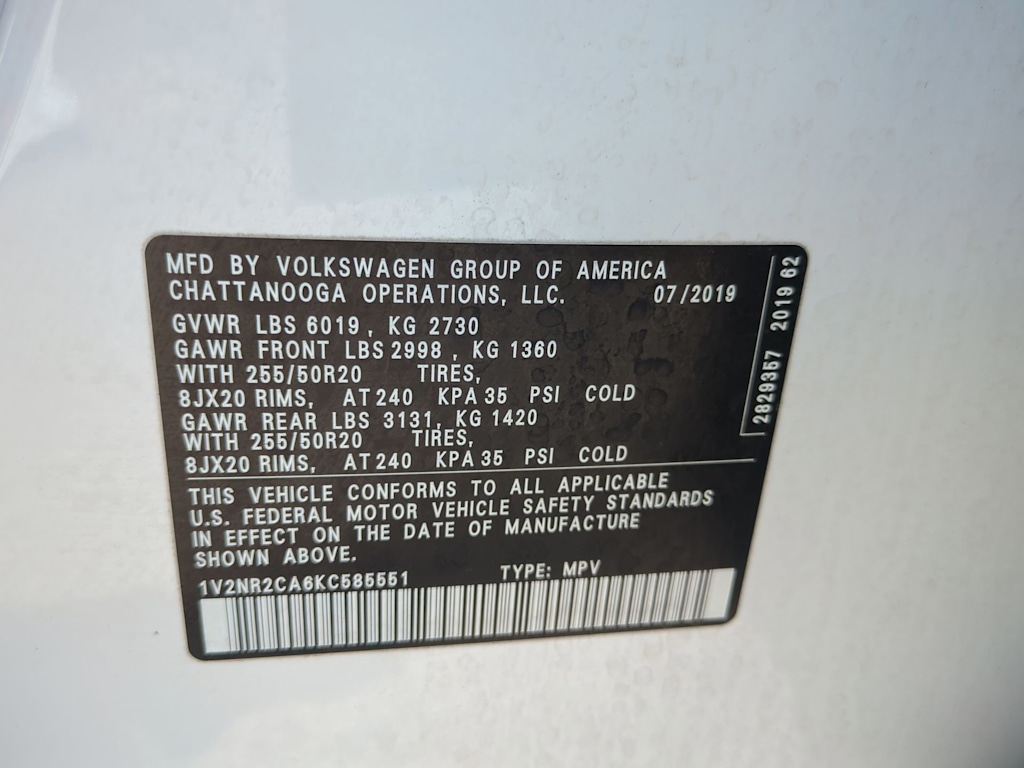 MFD BY VOLKSWAGEN GROUP OF AMERICA
CHATTANOOGA OPERATIONS, LLC. 07/2019
GVWR LBS 6019, KG 2730
GAWR FRONT LBS 2998, KG 1360
WITH 255/50R20 TIRES,
8JX20 RIMS, AT 240 KPA 35 PSI COLD
GAWR REAR LBS 3131, KG 1420
WITH 255/50R20 TIRES,
8JX20 RIMS, AT 240 KPA 35 PSI COLD
THIS VEHICLE CONFORMS TO ALL APPLICABLE
U.S. FEDERAL MOTOR VEHICLE SAFETY STANDARDS
IN EFFECT ON THE DATE OF MANUFACTURE
SHOWN ABOVE.
1V2NR2CA6KC585551 TYPE: MPV
2829357 2019 62